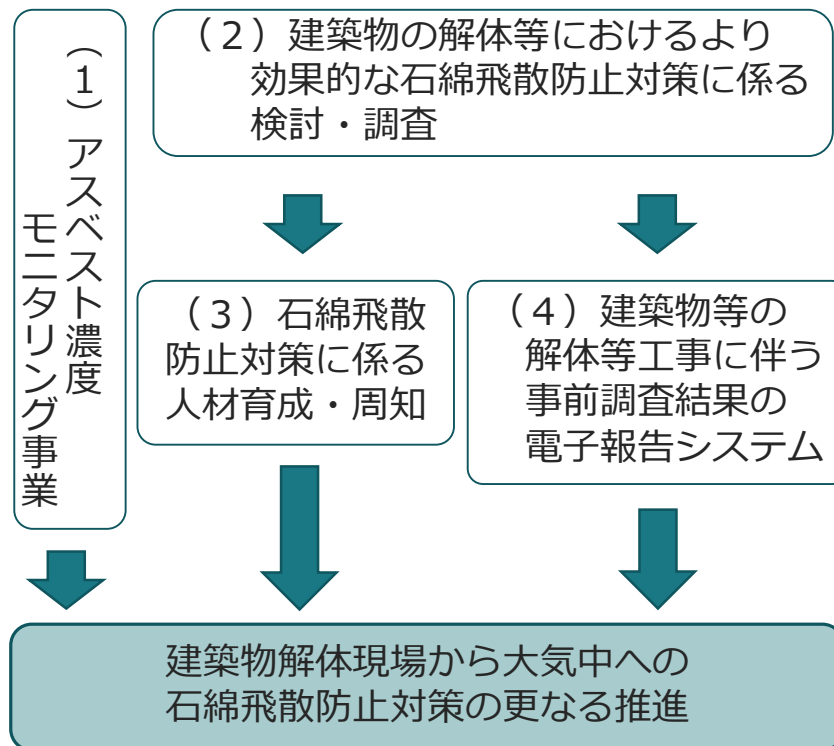 （１）アスベスト濃度
モニタリング事業
（２）建築物の解体等におけるより
効果的な石綿飛散防止対策に係る
検討・調査
（３）石綿飛散
防止対策に係る
人材育成・周知
（４）建築物等の
解体等工事に伴う
事前調査結果の
電子報告システム
建築物解体現場から大気中への
石綿飛散防止対策の更なる推進